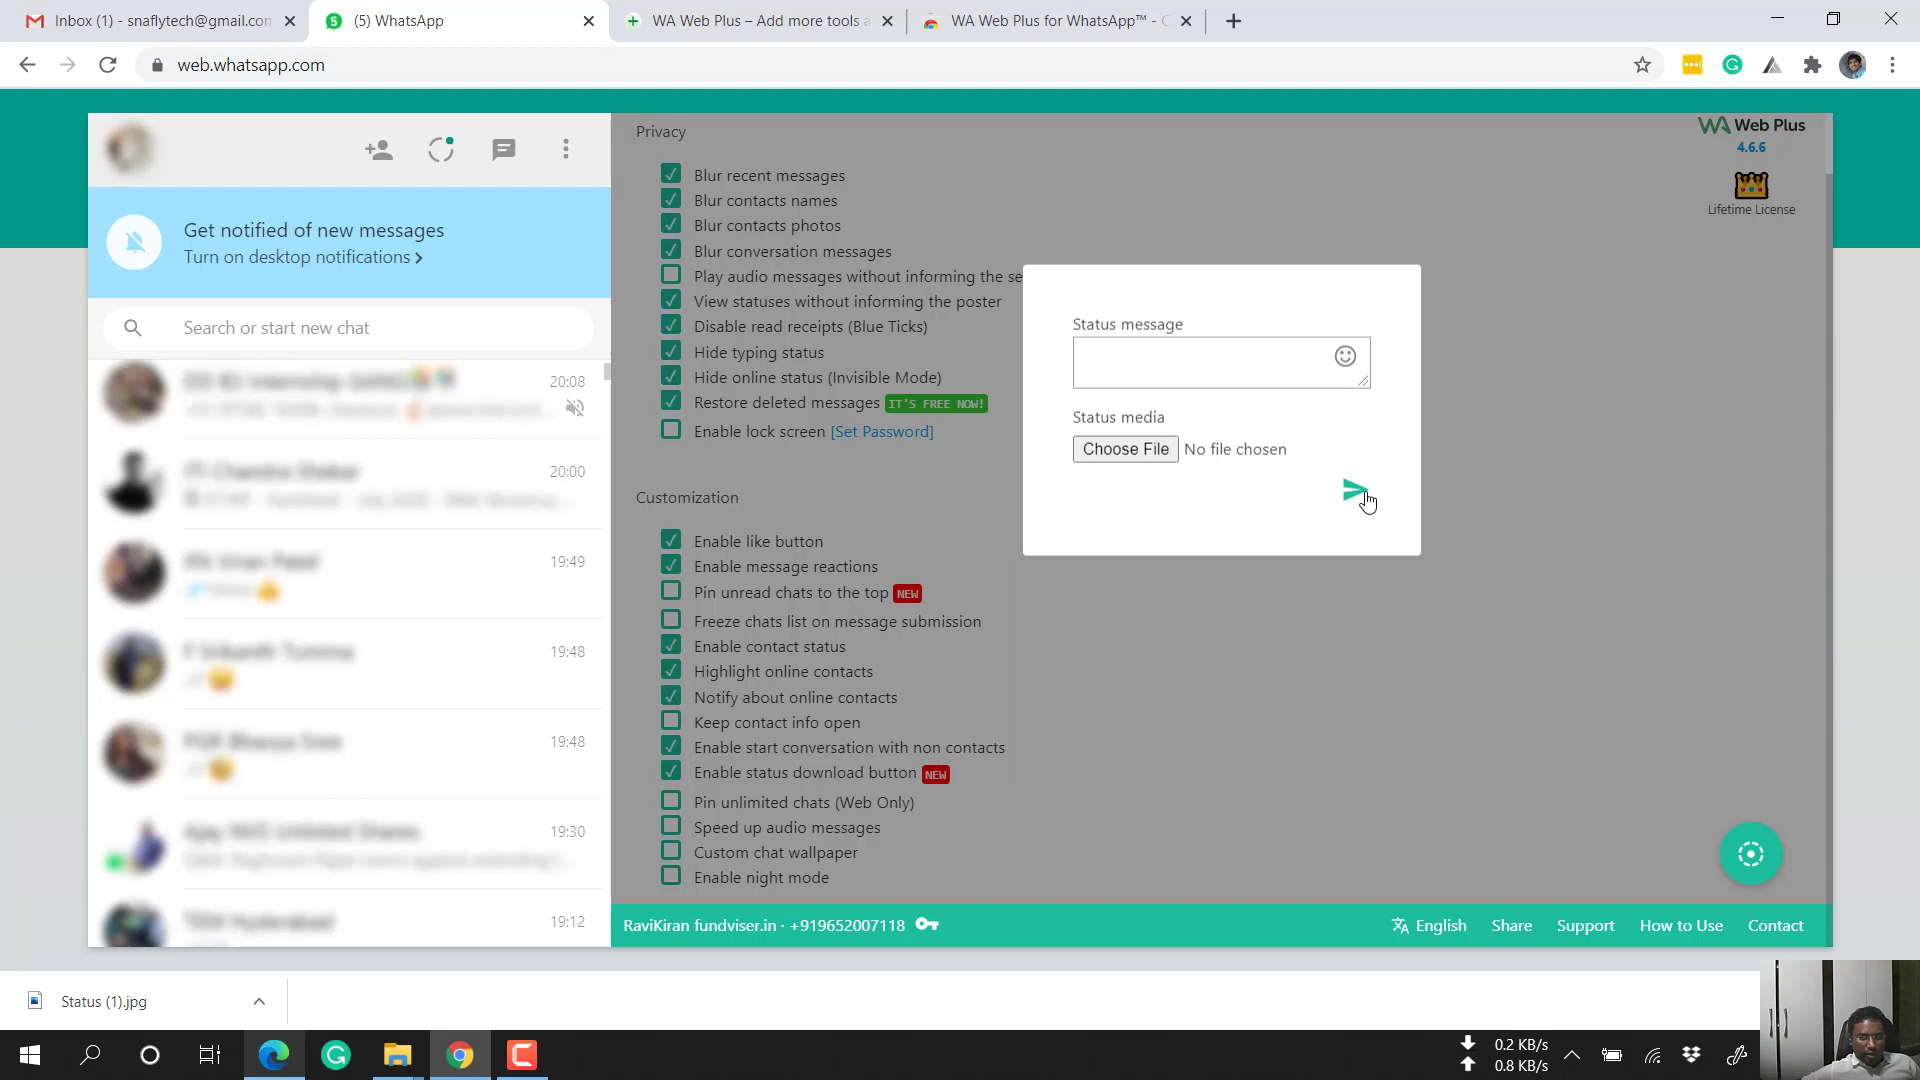 Inbox (1) - snaflytech@gmail.con
(5) WhatsApp
WA Web Plus – Add more tools a
WA Web Plus for WhatsApp™ - C
web.whatsapp.com
Privacy
WA Web Plus
4.6.6
Lifetime License
Get notified of new messages
Turn on desktop notifications >
Search or start new chat
20:08
20:00
19:49
19:48
19:48
19:30
19:12
Blur recent messages
Blur contacts names
Blur contacts photos
Blur conversation messages
Play audio messages without informing the se
View statuses without informing the poster
Disable read receipts (Blue Ticks)
Hide typing status
Hide online status (Invisible Mode)
Restore deleted messages IT'S FREE NOW!
Enable lock screen [Set Password]
Status message
Status media
Choose File No file chosen
Customization
Enable like button
Enable message reactions
Pin unread chats to the top NEW
Freeze chats list on message submission
Enable contact status
Highlight online contacts
Notify about online contacts
Keep contact info open
Enable start conversation with non contacts
Enable status download button NEW
Pin unlimited chats (Web Only)
Speed up audio messages
Custom chat wallpaper
Enable night mode
RaviKiran fundviser.in · +919652007118
English Share Support How to Use Contact
Status (1).jpg
0.2 KB/s
0.8 KB/s